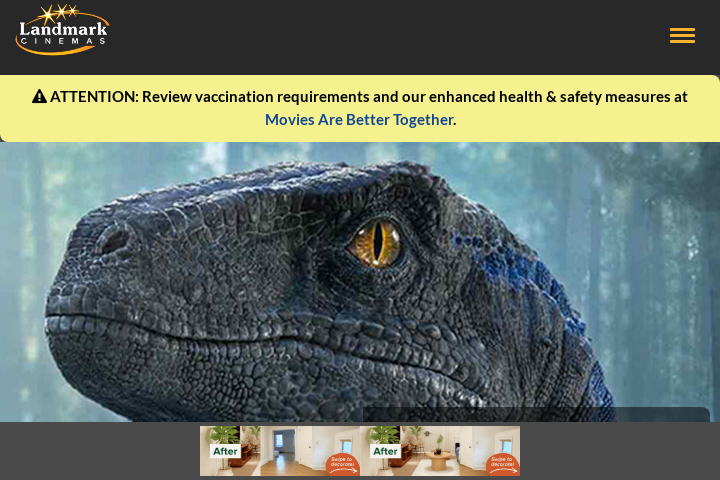 Landmark
CINEMAS
ATTENTION: Review vaccination requirements and our enhanced health & safety measures at
Movies Are Better Together.
After
Swipe to
decorate!
After
Swipe to
decorate!